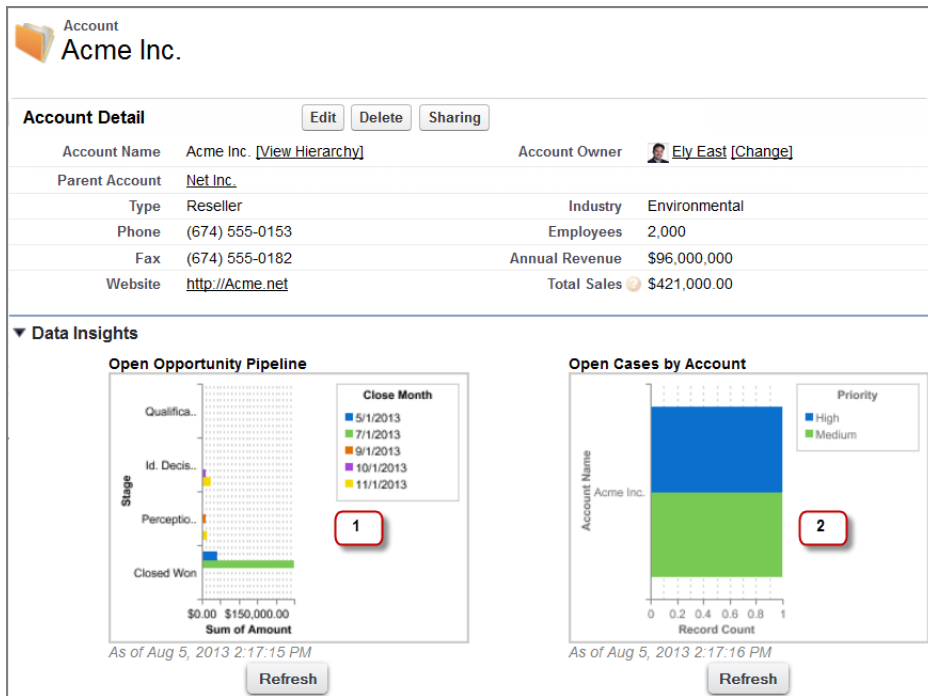 Account
Acme Inc.
Account Detail Edit Delete Sharing
Account Name Acme Inc. [View Hierarchy] Account Owner Ely East [Change]
Parent Account Net Inc.
Type Reseller Industry Environmental
Phone (674) 555-0153 Employees 2,000
Fax (674) 555-0182 Annual Revenue $96,000,000
Website http://Acme.net Total Sales ? $421,000.00
Data Insights
Open Opportunity Pipeline
Stage
Qualifica..
Id. Decis..
Perceptio..
Closed Won
$0.00 $150,000.00
Sum of Amount
Close Month
5/1/2013
7/1/2013
9/1/2013
10/1/2013
11/1/2013
1
As of Aug 5, 2013 2:17:15 PM
Refresh
Open Cases by Account
Account Name
Acme Inc.
0 0.2 0.4 0.6 0.8 1
Record Count
Priority
High
Medium
2
As of Aug 5, 2013 2:17:16 PM
Refresh